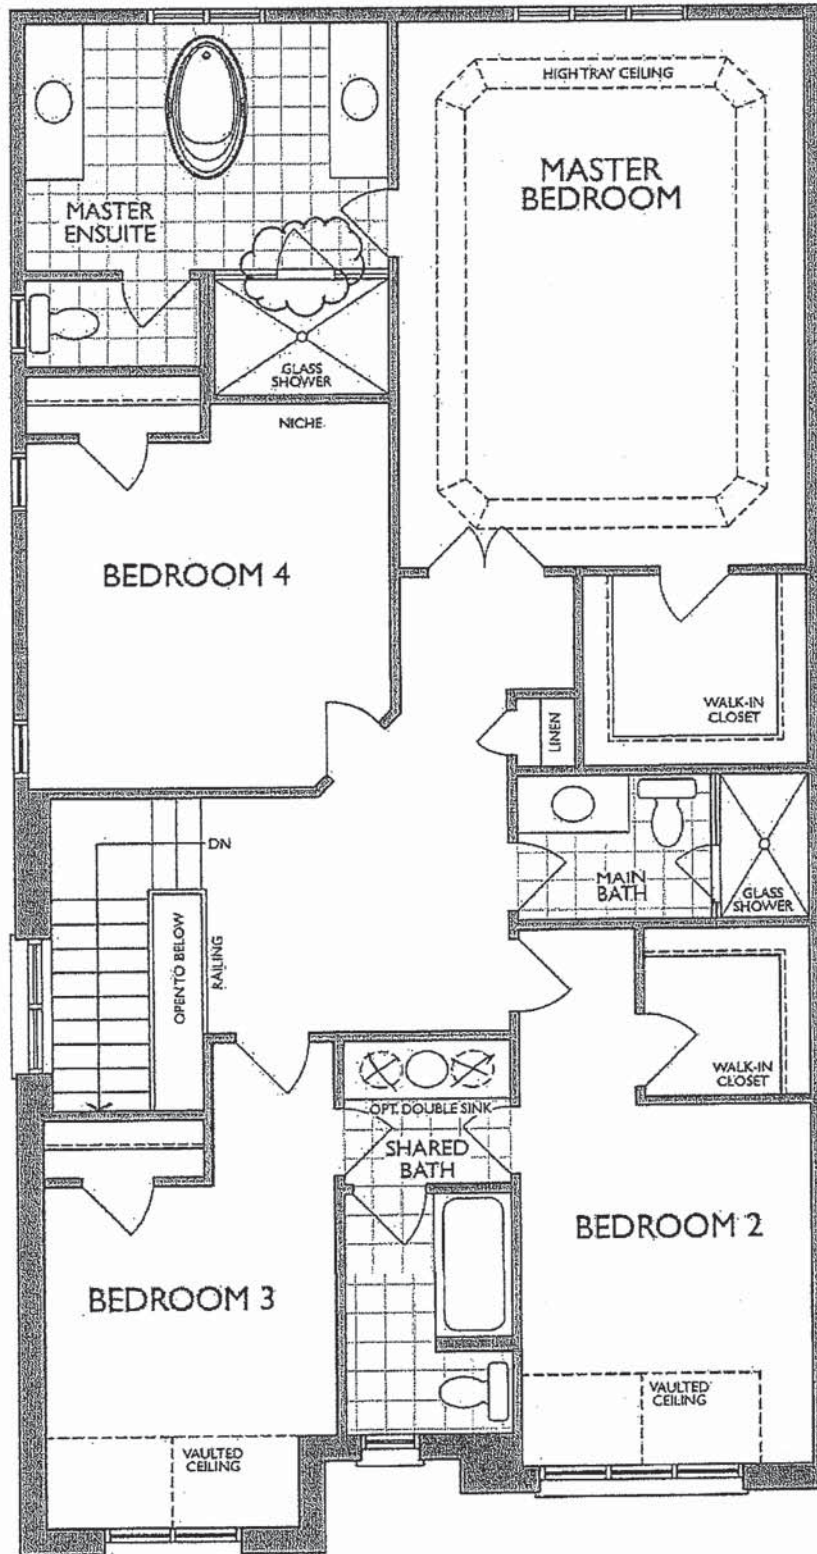 HIGH TRAY CEILING
MASTER
BEDROOM
MASTER
ENSUITE
GLASS
SHOWER
NICHE
BEDROOM 4
WALK-IN
CLOSET
LINEN
DN
MAIN
BATH
GLASS
SHOWER
OPEN TO BELOW
RAILING
WALK-IN
CLOSET
OPT. DOUBLE SINK
SHARED
BATH
BEDROOM 2
BEDROOM 3
VAULTED
CEILING
VAULTED
CEILING